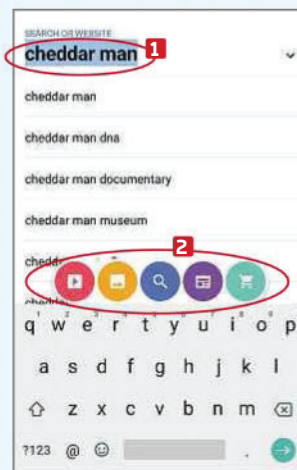 SEARCH OR WEBSITE
cheddar man 1
cheddar man
cheddar man dna
cheddar man documentary
cheddar man museum
2
q w e r t y u i o p
a s d f g h j k l
z x c v b n m
?123 @ .